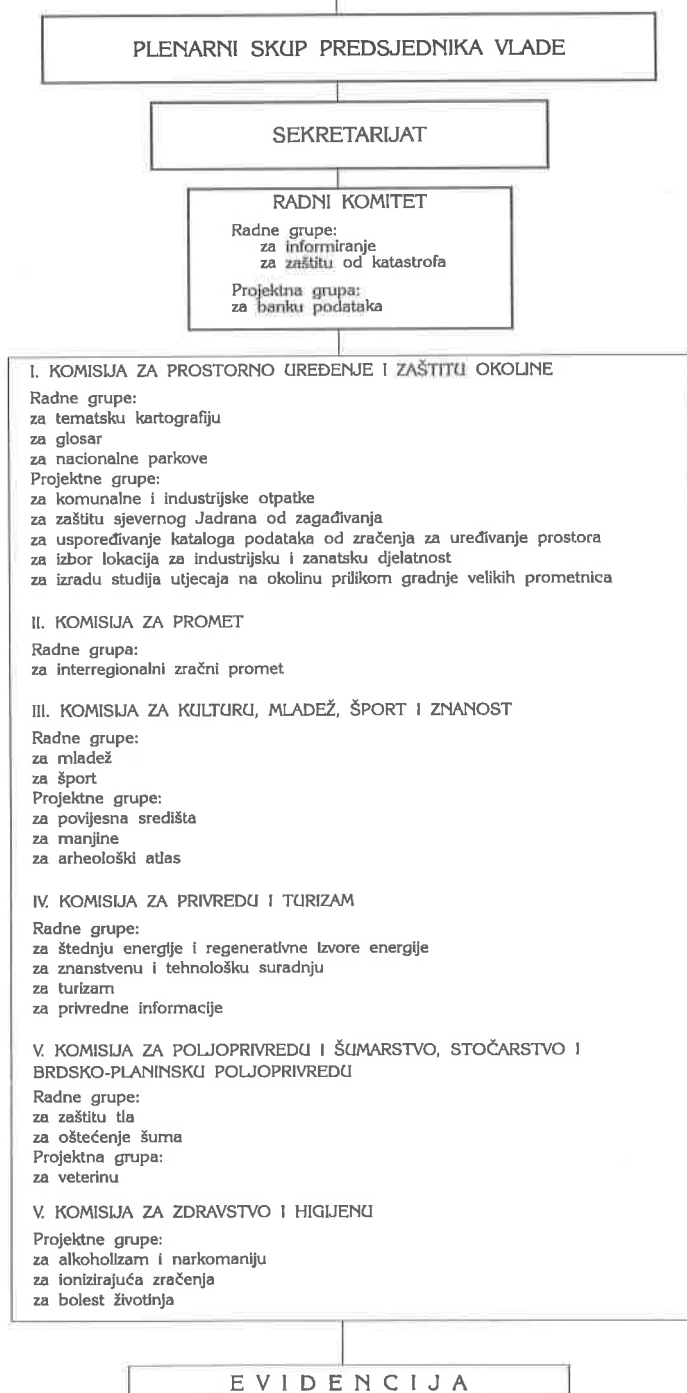 PLENARNI SKUP PREDSJEDNIKA VLADE
SEKRETARIJAT
RADNI KOMITET
Radne grupe:
za informiranje
za zaštitu od katastrofa
Projektna grupa:
za banku podataka
I. KOMISIJA ZA PROSTORNO UREĐENJE I ZAŠTITU OKOLINE
Radne grupe:
za tematsku kartografiju
za glosar
za nacionalne parkove
Projektne grupe:
za komunalne i industrijske otpatke
za zaštitu sjevernog Jadrana od zagađivanja
za uspoređivanje kataloga podataka od zračenja za uređivanje prostora
za izbor lokacija za industrijsku i zanatsku djelatnost
za izradu studija utjecaja na okolinu prilikom gradnje velikih prometnica
II. KOMISIJA ZA PROMET
Radne grupa:
za interregionalni zračni promet
III. KOMISIJA ZA KULTURU, MLADEŽ, ŠPORT I ZNANOST
Radne grupe:
za mladež
za šport
Projektne grupe:
za povijesna središta
za manjine
za arheološki atlas
IV. KOMISIJA ZA PRIVREDU I TURIZAM
Radne grupe:
za štednju energije i regenerativne izvore energije
za znanstvenu i tehnološku suradnju
za turizam
za privredne informacije
V. KOMISIJA ZA POLJOPRIVREDU I ŠUMARSTVO, STOČARSTVO I
BRDSKO-PLANINSKU POLJOPRIVREDU
Radne grupe:
za zaštitu tla
za oštećenje šuma
Projektna grupa:
za veterinu
V. KOMISIJA ZA ZDRAVSTVO I HIGIJENU
Projektne grupe:
za alkoholizam i narkomaniju
za ionizirajuća zračenja
za bolest životinja
EVIDENCIJA